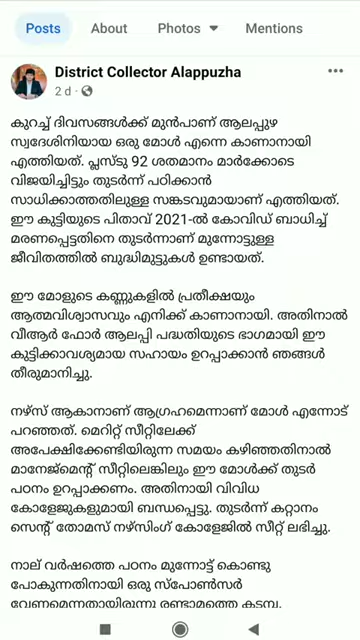 Posts About Photos Mentions
District Collector Alappuzha
2 d
കുറച്ച് ദിവസങ്ങൾക്ക് മുൻപാണ് ആലപ്പുഴ
സ്വദേശിനിയായ ഒരു മോൾ എന്നെ കാണാനായി
എത്തിയത്. പ്ലസ്ടു 92 ശതമാനം മാർക്കോടെ
വിജയിച്ചിട്ടും തുടർന്ന് പഠിക്കാൻ
സാധിക്കാത്തതിലുള്ള സങ്കടവുമായാണ് എത്തിയത്.
ഈ കുട്ടിയുടെ പിതാവ് 2021-ൽ കോവിഡ് ബാധിച്ച്
മരണപ്പെട്ടതിനെ തുടർന്നാണ് മുന്നോട്ടുള്ള
ജീവിതത്തിൽ ബുദ്ധിമുട്ടുകൾ ഉണ്ടായത്.
ഈ മോളുടെ കണ്ണുകളിൽ പ്രതീക്ഷയും
ആത്മവിശ്വാസവും എനിക്ക് കാണാനായി. അതിനാൽ
വീആർ ഫോർ ആലപ്പി പദ്ധതിയുടെ ഭാഗമായി ഈ
കുട്ടിക്കാവശ്യമായ സഹായം ഉറപ്പാക്കാൻ ഞങ്ങൾ
തീരുമാനിച്ചു.
നഴ്സ് ആകാനാണ് ആഗ്രഹമെന്നാണ് മോൾ എന്നോട്
പറഞ്ഞത്. മെറിറ്റ് സീറ്റിലേക്ക്
അപേക്ഷിക്കേണ്ടിയിരുന്ന സമയം കഴിഞ്ഞതിനാൽ
മാനേജ്മെന്റ് സീറ്റിലെങ്കിലും ഈ മോൾക്ക് തുടർ
പഠനം ഉറപ്പാക്കണം. അതിനായി വിവിധ
കോളേജുകളുമായി ബന്ധപ്പെട്ടു. തുടർന്ന് കറ്റാനം
സെന്റ് തോമസ് നഴ്സിംഗ് കോളേജിൽ സീറ്റ് ലഭിച്ചു.
നാല് വർഷത്തെ പഠനം മുന്നോട്ട് കൊണ്ടു
പോകുന്നതിനായി ഒരു സ്പോൺസർ
വേണമെന്നതായിരുന്നു രണ്ടാമത്തെ കടമ്പ.